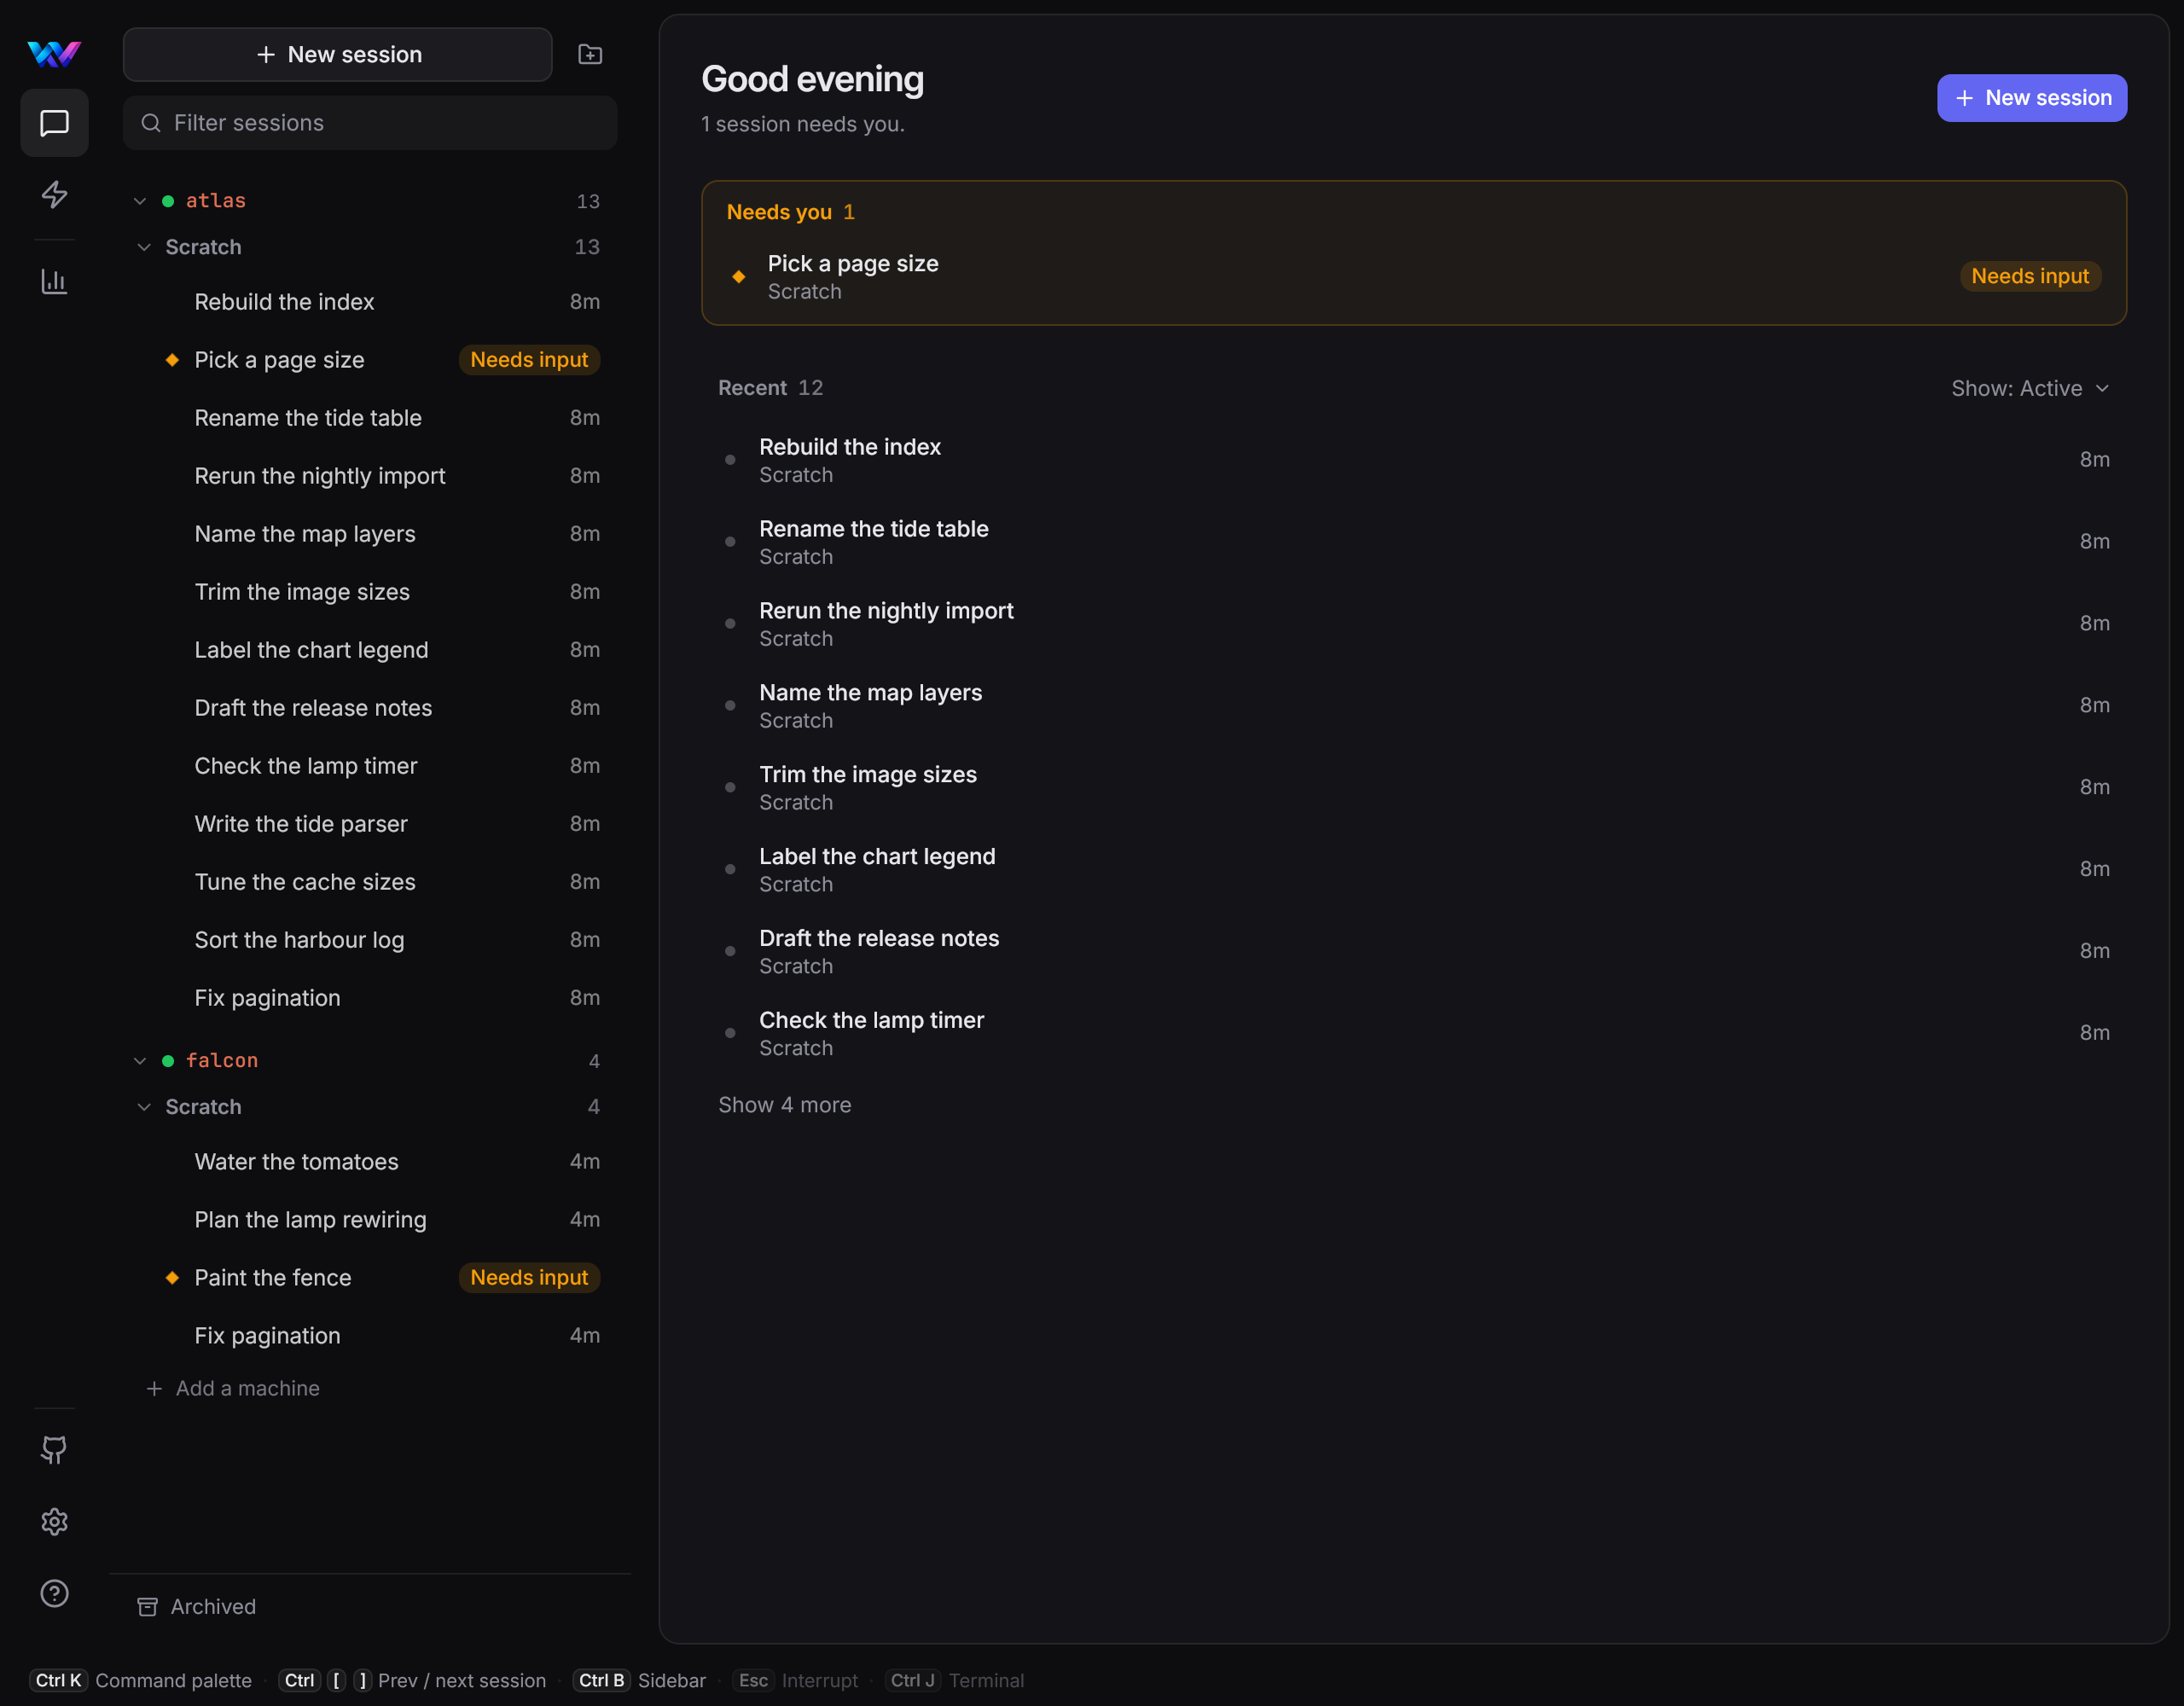 New session
Filter sessions
atlas 13
Scratch 13
Rebuild the index 8m
Pick a page size Needs input
Rename the tide table 8m
Rerun the nightly import 8m
Name the map layers 8m
Trim the image sizes 8m
Label the chart legend 8m
Draft the release notes 8m
Check the lamp timer 8m
Write the tide parser 8m
Tune the cache sizes 8m
Sort the harbour log 8m
Fix pagination 8m
falcon 4
Scratch 4
Water the tomatoes 4m
Plan the lamp rewiring 4m
Paint the fence Needs input
Fix pagination 4m
Add a machine
Archived
Good evening
1 session needs you.
New session
Needs you 1
Pick a page size
Scratch
Needs input
Recent 12
Show: Active
Rebuild the index
Scratch
8m
Rename the tide table
Scratch
8m
Rerun the nightly import
Scratch
8m
Name the map layers
Scratch
8m
Trim the image sizes
Scratch
8m
Label the chart legend
Scratch
8m
Draft the release notes
Scratch
8m
Check the lamp timer
Scratch
8m
Show 4 more
Ctrl K Command palette · Ctrl [ ] Prev / next session · Ctrl B Sidebar · Esc Interrupt · Ctrl J Terminal